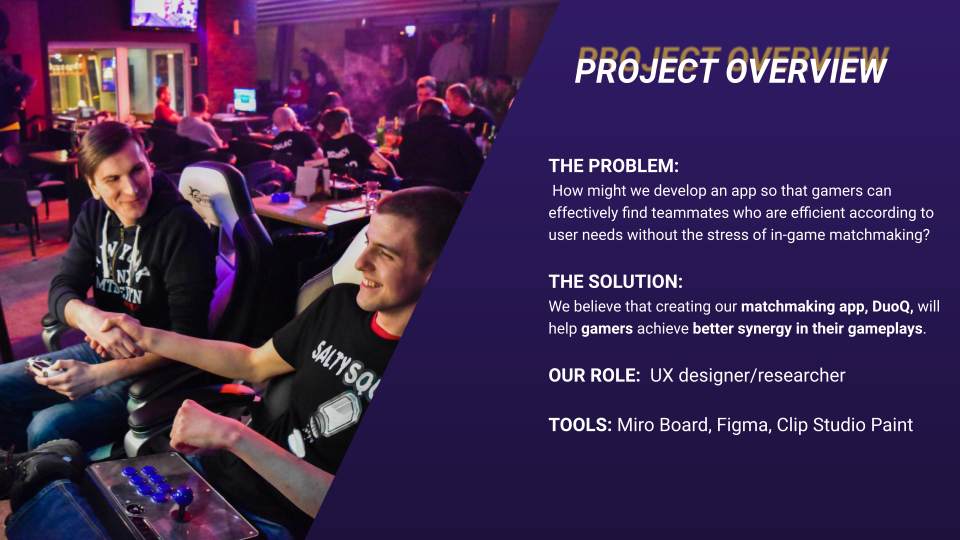 PROJECT OVERVIEW
THE PROBLEM:
How might we develop an app so that gamers can
effectively find teammates who are efficient according to
user needs without the stress of in-game matchmaking?
THE SOLUTION:
We believe that creating our matchmaking app, DuoQ, will
help gamers achieve better synergy in their gameplays.
OUR ROLE: UX designer/researcher
TOOLS: Miro Board, Figma, Clip Studio Paint